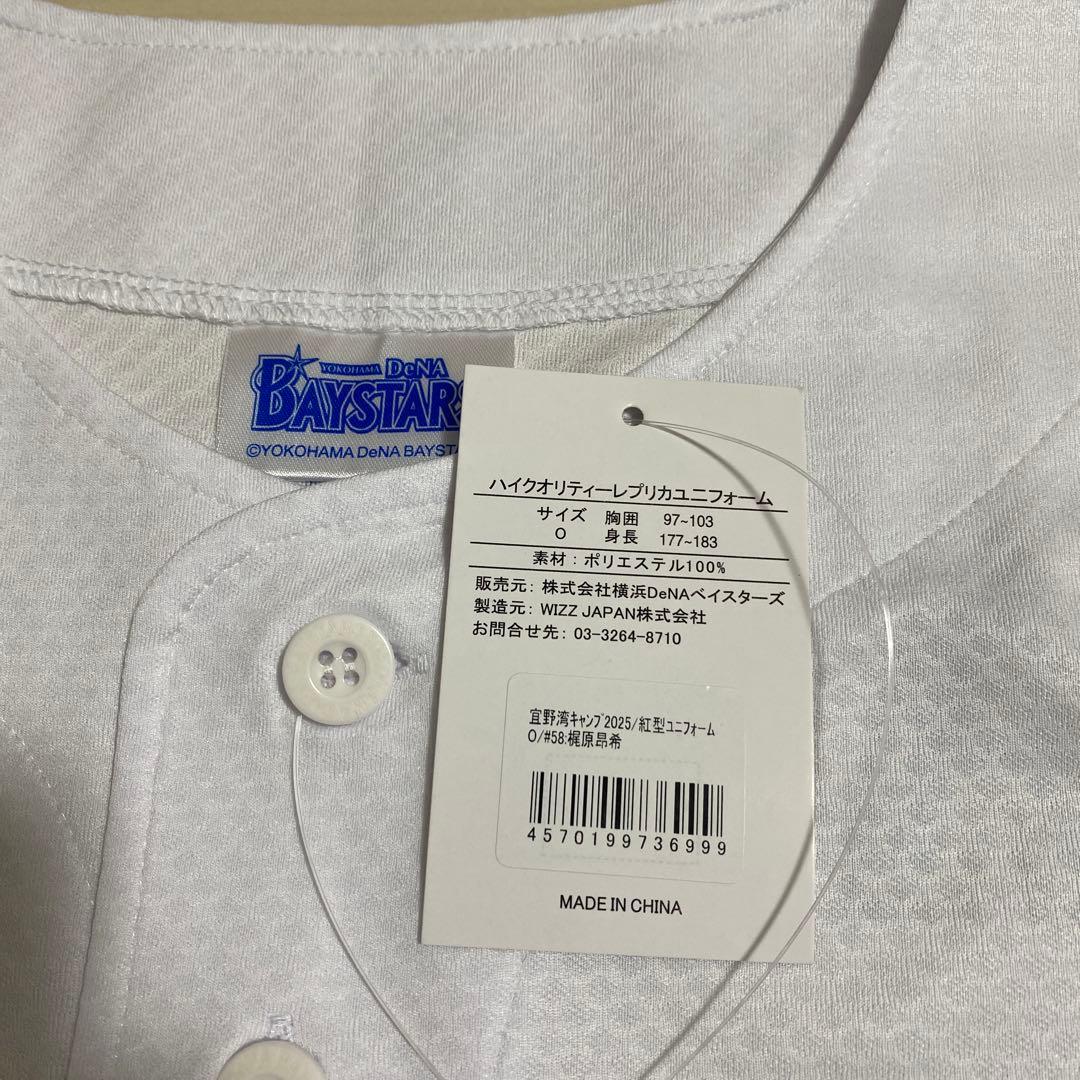 YOKOHAMA DeNA
BAYSTAR
©YOKOHAMA DeNA BAYST
ハイクオリティーレプリカユニフォーム
サイズ 胸囲 97~103
O 身長 177~183
素材：ポリエステル100%
販売元： 株式会社横浜DeNAベイスターズ
製造元： WIZZ JAPAN株式会社
お問合せ先： 03-3264-8710
宜野湾ｷｬﾝﾌﾟ2025/紅型ﾕﾆﾌｫｰﾑ
O/#58:梶原昂希
4570199736999
MADE IN CHINA